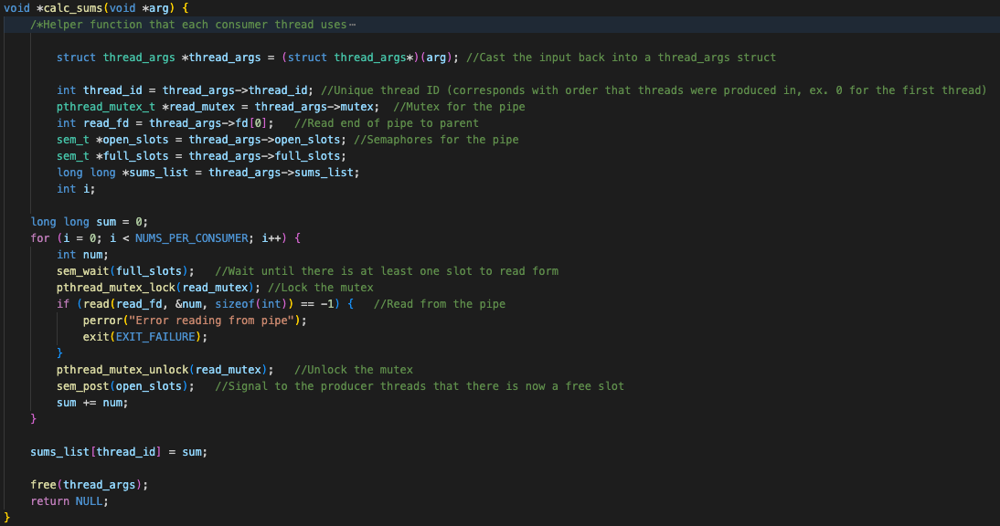 void *calc_sums(void *arg) {
/*Helper function that each consumer thread uses⋯
struct thread_args *thread_args = (struct thread_args*)(arg); //Cast the input back into a thread_args struct
int thread_id = thread_args->thread_id; //Unique thread ID (corresponds with order that threads were produced in, ex. 0 for the first thread)
pthread_mutex_t *read_mutex = thread_args->mutex;  //Mutex for the pipe
int read_fd = thread_args->fd[0];   //Read end of pipe to parent
sem_t *open_slots = thread_args->open_slots; //Semaphores for the pipe
sem_t *full_slots = thread_args->full_slots;
long long *sums_list = thread_args->sums_list;
int i;
long long sum = 0;
for (i = 0; i < NUMS_PER_CONSUMER; i++) {
int num;
sem_wait(full_slots);   //Wait until there is at least one slot to read form
pthread_mutex_lock(read_mutex); //Lock the mutex
if (read(read_fd, &num, sizeof(int)) == -1) {   //Read from the pipe
perror("Error reading from pipe");
exit(EXIT_FAILURE);
}
pthread_mutex_unlock(read_mutex);   //Unlock the mutex
sem_post(open_slots);   //Signal to the producer threads that there is now a free slot
sum += num;
}
sums_list[thread_id] = sum;
free(thread_args);
return NULL;
}